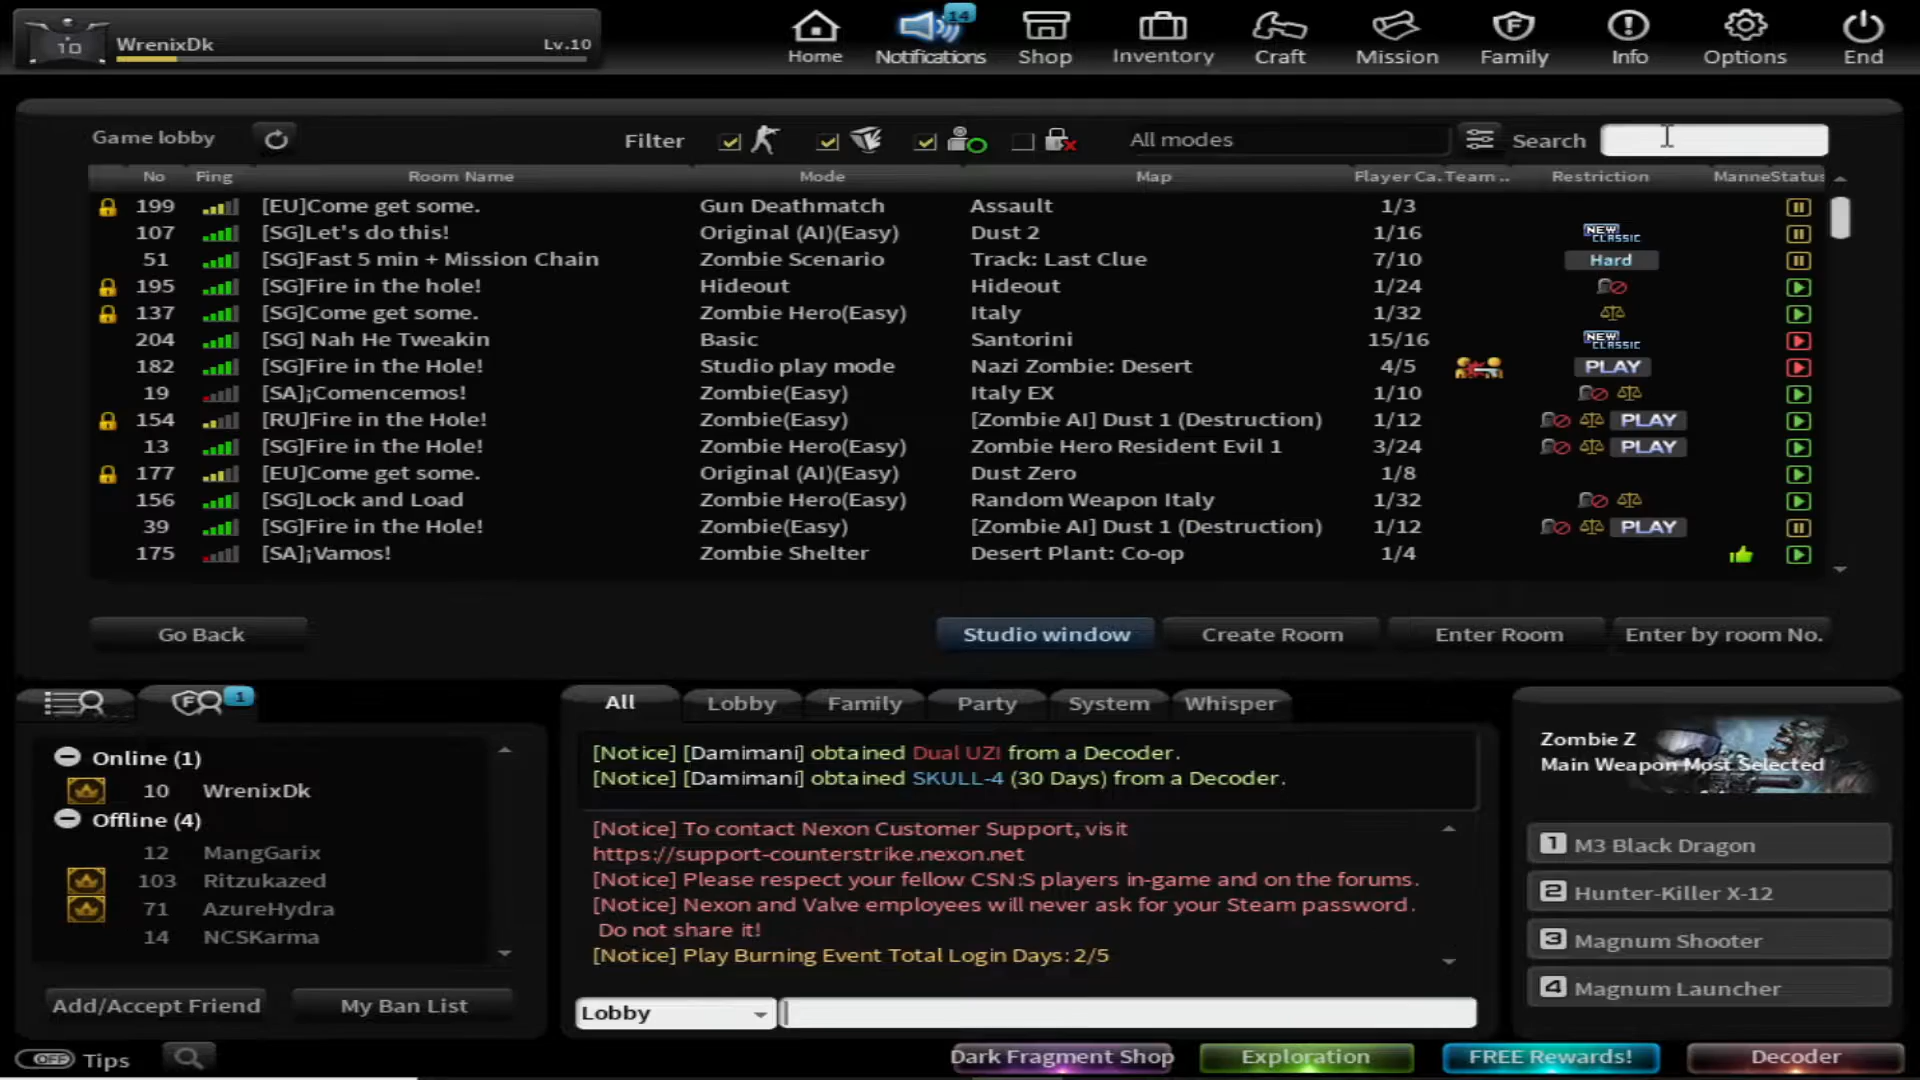 10 WrenixDk Lv.10
Home
14 Notifications
Shop
Inventory
Craft
Mission
Family
Info
Options
End
Game lobby Filter All modes Search
No Ping Room Name Mode Map Player Ca. Team .. Restriction Manne Status
199 [EU]Come get some. Gun Deathmatch Assault 1/3
107 [SG]Let's do this! Original (AI)(Easy) Dust 2 1/16 NEW CLASSIC
51 [SG]Fast 5 min + Mission Chain Zombie Scenario Track: Last Clue 7/10 Hard
195 [SG]Fire in the hole! Hideout Hideout 1/24
137 [SG]Come get some. Zombie Hero(Easy) Italy 1/32
204 [SG] Nah He Tweakin Basic Santorini 15/16 NEW CLASSIC
182 [SG]Fire in the Hole! Studio play mode Nazi Zombie: Desert 4/5 PLAY
19 [SA]¡Comencemos! Zombie(Easy) Italy EX 1/10
154 [RU]Fire in the Hole! Zombie(Easy) [Zombie AI] Dust 1 (Destruction) 1/12 PLAY
13 [SG]Fire in the Hole! Zombie Hero(Easy) Zombie Hero Resident Evil 1 3/24 PLAY
177 [EU]Come get some. Original (AI)(Easy) Dust Zero 1/8
156 [SG]Lock and Load Zombie Hero(Easy) Random Weapon Italy 1/32
39 [SG]Fire in the Hole! Zombie(Easy) [Zombie AI] Dust 1 (Destruction) 1/12 PLAY
175 [SA]¡Vamos! Zombie Shelter Desert Plant: Co-op 1/4
Go Back Studio window Create Room Enter Room Enter by room No.
1
Online (1)
10 WrenixDk
Offline (4)
12 MangGarix
103 Ritzukazed
71 AzureHydra
14 NCSKarma
Add/Accept Friend My Ban List
All Lobby Family Party System Whisper
[Notice] [Damimani] obtained Dual UZI from a Decoder.
[Notice] [Damimani] obtained SKULL-4 (30 Days) from a Decoder.
[Notice] To contact Nexon Customer Support, visit
https://support-counterstrike.nexon.net
[Notice] Please respect your fellow CSN:S players in-game and on the forums.
[Notice] Nexon and Valve employees will never ask for your Steam password.
Do not share it!
[Notice] Play Burning Event Total Login Days: 2/5
Lobby
Zombie Z
Main Weapon Most Selected
1 M3 Black Dragon
2 Hunter-Killer X-12
3 Magnum Shooter
4 Magnum Launcher
OFF Tips Dark Fragment Shop Exploration FREE Rewards! Decoder